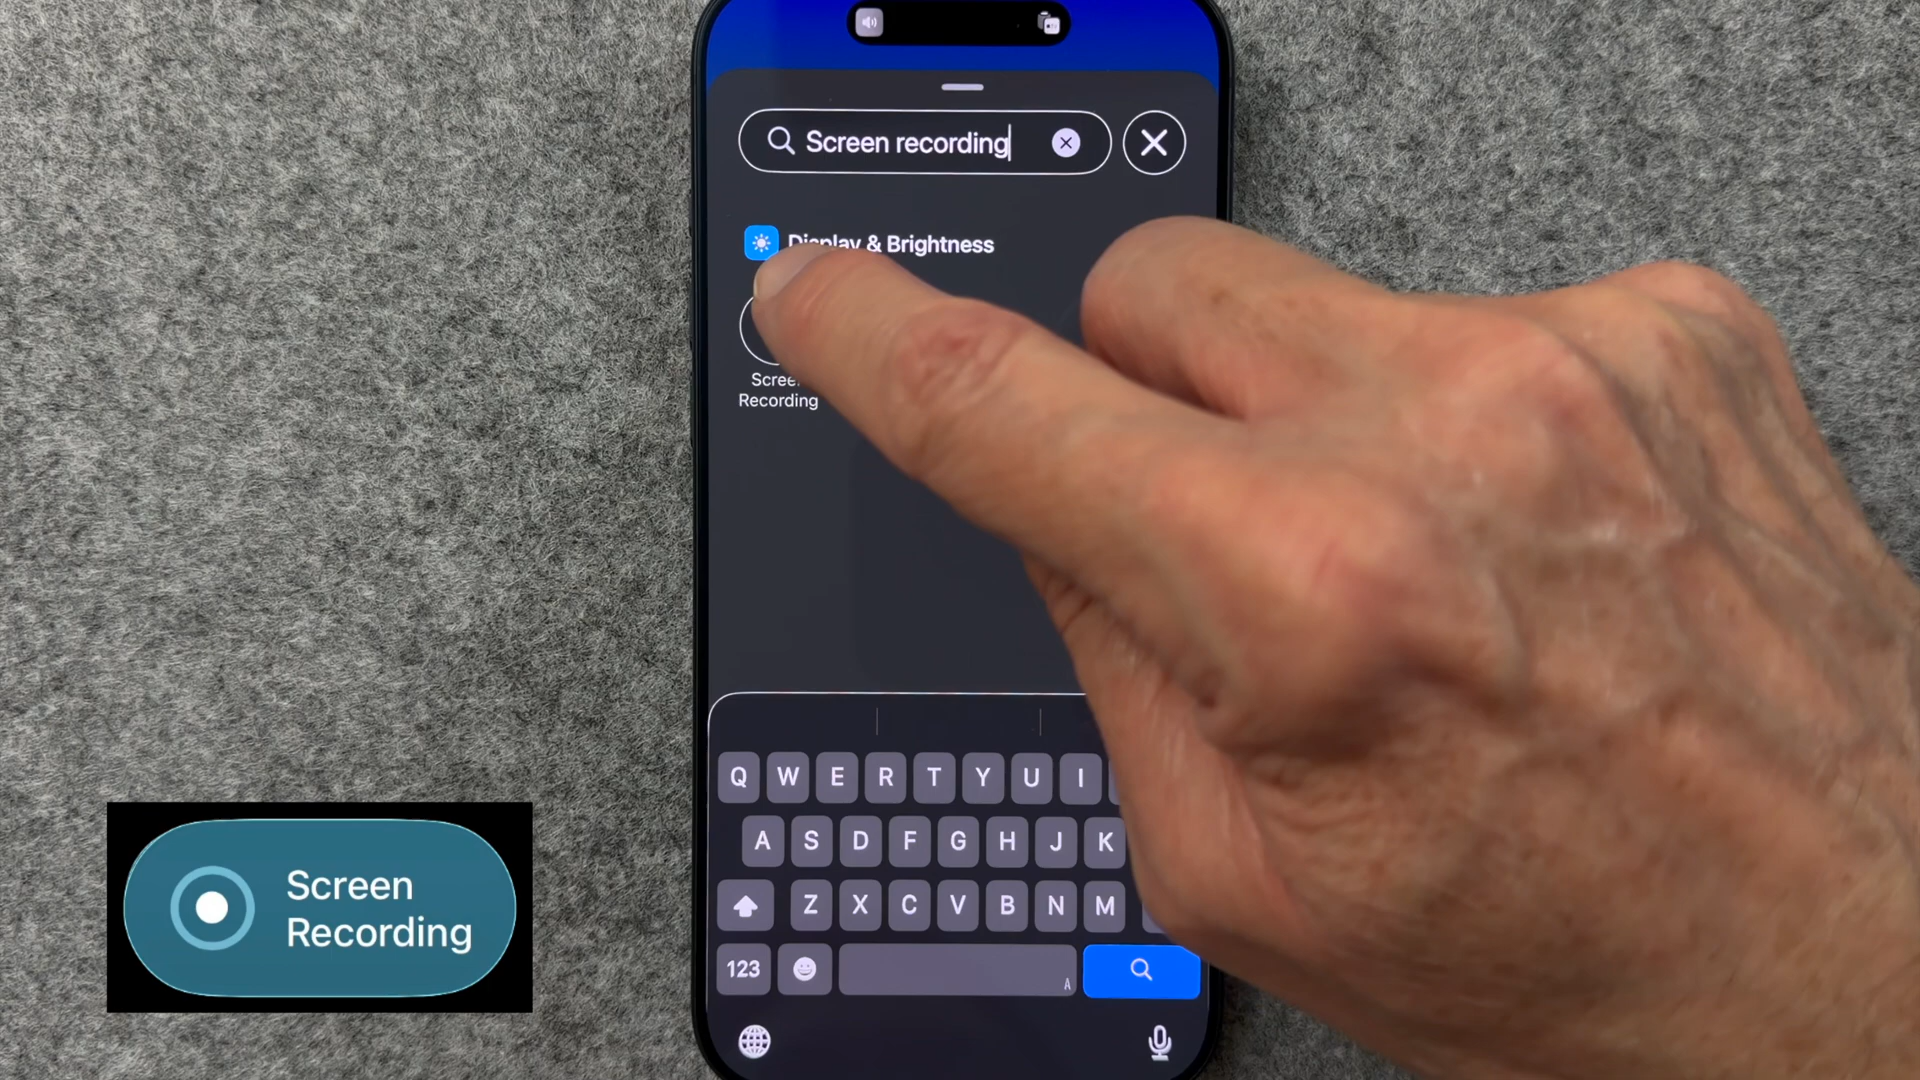 Screen recording
Display & Brightness
Screen
Recording
Q W E R T Y U I
A S D F G H J K
Z X C V B N M
123
A
Screen
Recording